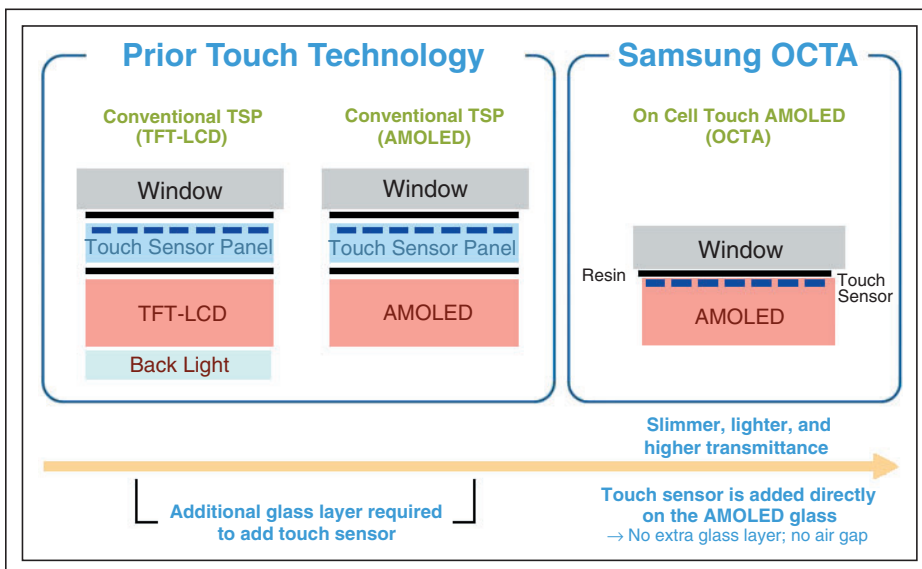 Prior Touch Technology
Conventional TSP
(TFT-LCD)
Window
Touch Sensor Panel
TFT-LCD
Back Light
Conventional TSP
(AMOLED)
Window
Touch Sensor Panel
AMOLED
Samsung OCTA
On Cell Touch AMOLED
(OCTA)
Window
Resin
Touch
Sensor
AMOLED
Slimmer, lighter, and
higher transmittance
Additional glass layer required
to add touch sensor
Touch sensor is added directly
on the AMOLED glass
→ No extra glass layer; no air gap